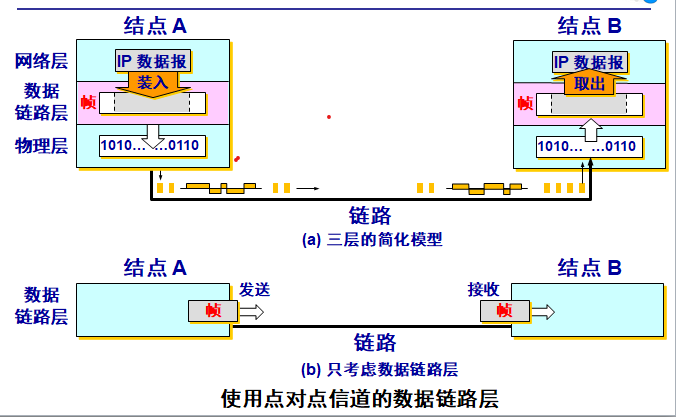 结点 A
结点 B
网络层
IP 数据报
IP 数据报
装入
取出
数据
链路层
帧
帧
物理层
1010… …0110
1010… …0110
链路
(a) 三层的简化模型
结点 A
结点 B
数据
链路层
发送
接收
帧
帧
链路
(b) 只考虑数据链路层
使用点对点信道的数据链路层